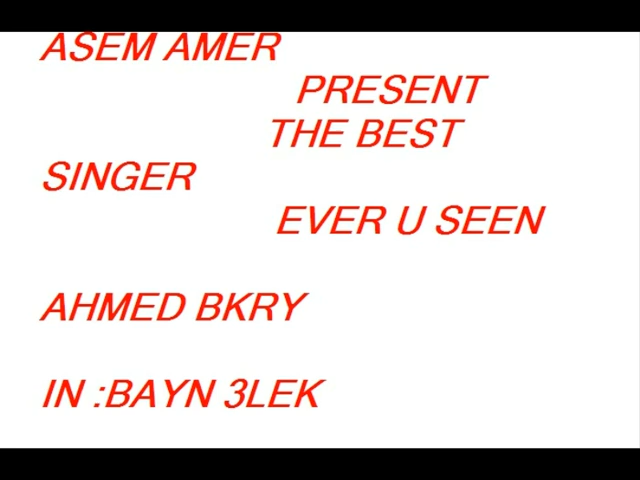 ASEM AMER
PRESENT
THE BEST
SINGER
EVER U SEEN
AHMED BKRY
IN :BAYN 3LEK